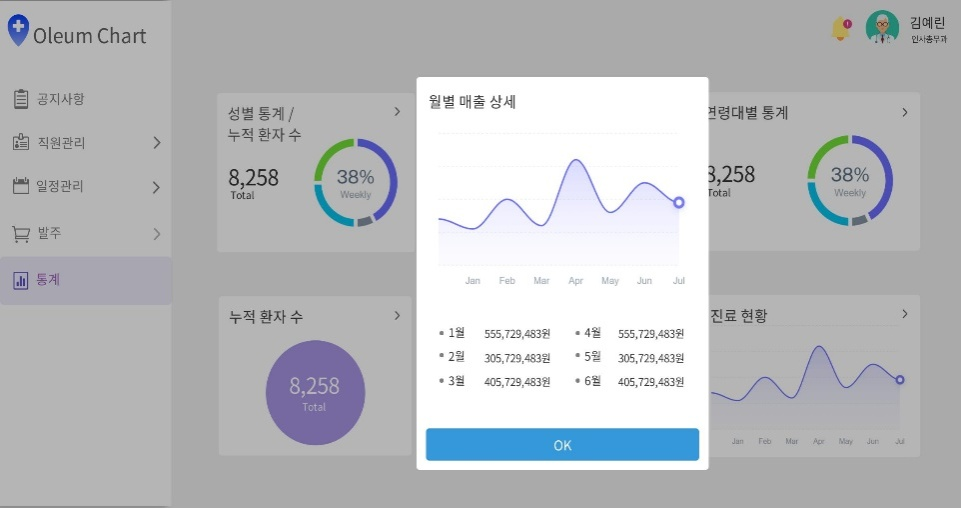 Oleum Chart
김예린
인사총무과
공지사항
직원관리
일정관리
발주
통계
성별 통계 /
누적 환자 수
8,258
Total
38%
Weekly
월별 매출 상세
Jan Feb Mar Apr May Jun Jul
1월 555,729,483원 4월 555,729,483원
2월 305,729,483원 5월 305,729,483원
3월 405,729,483원 6월 405,729,483원
OK
연령대별 통계
8,258
Total
38%
Weekly
누적 환자 수
8,258
Total
진료 현황
Jan Feb Mar Apr May Jun Jul